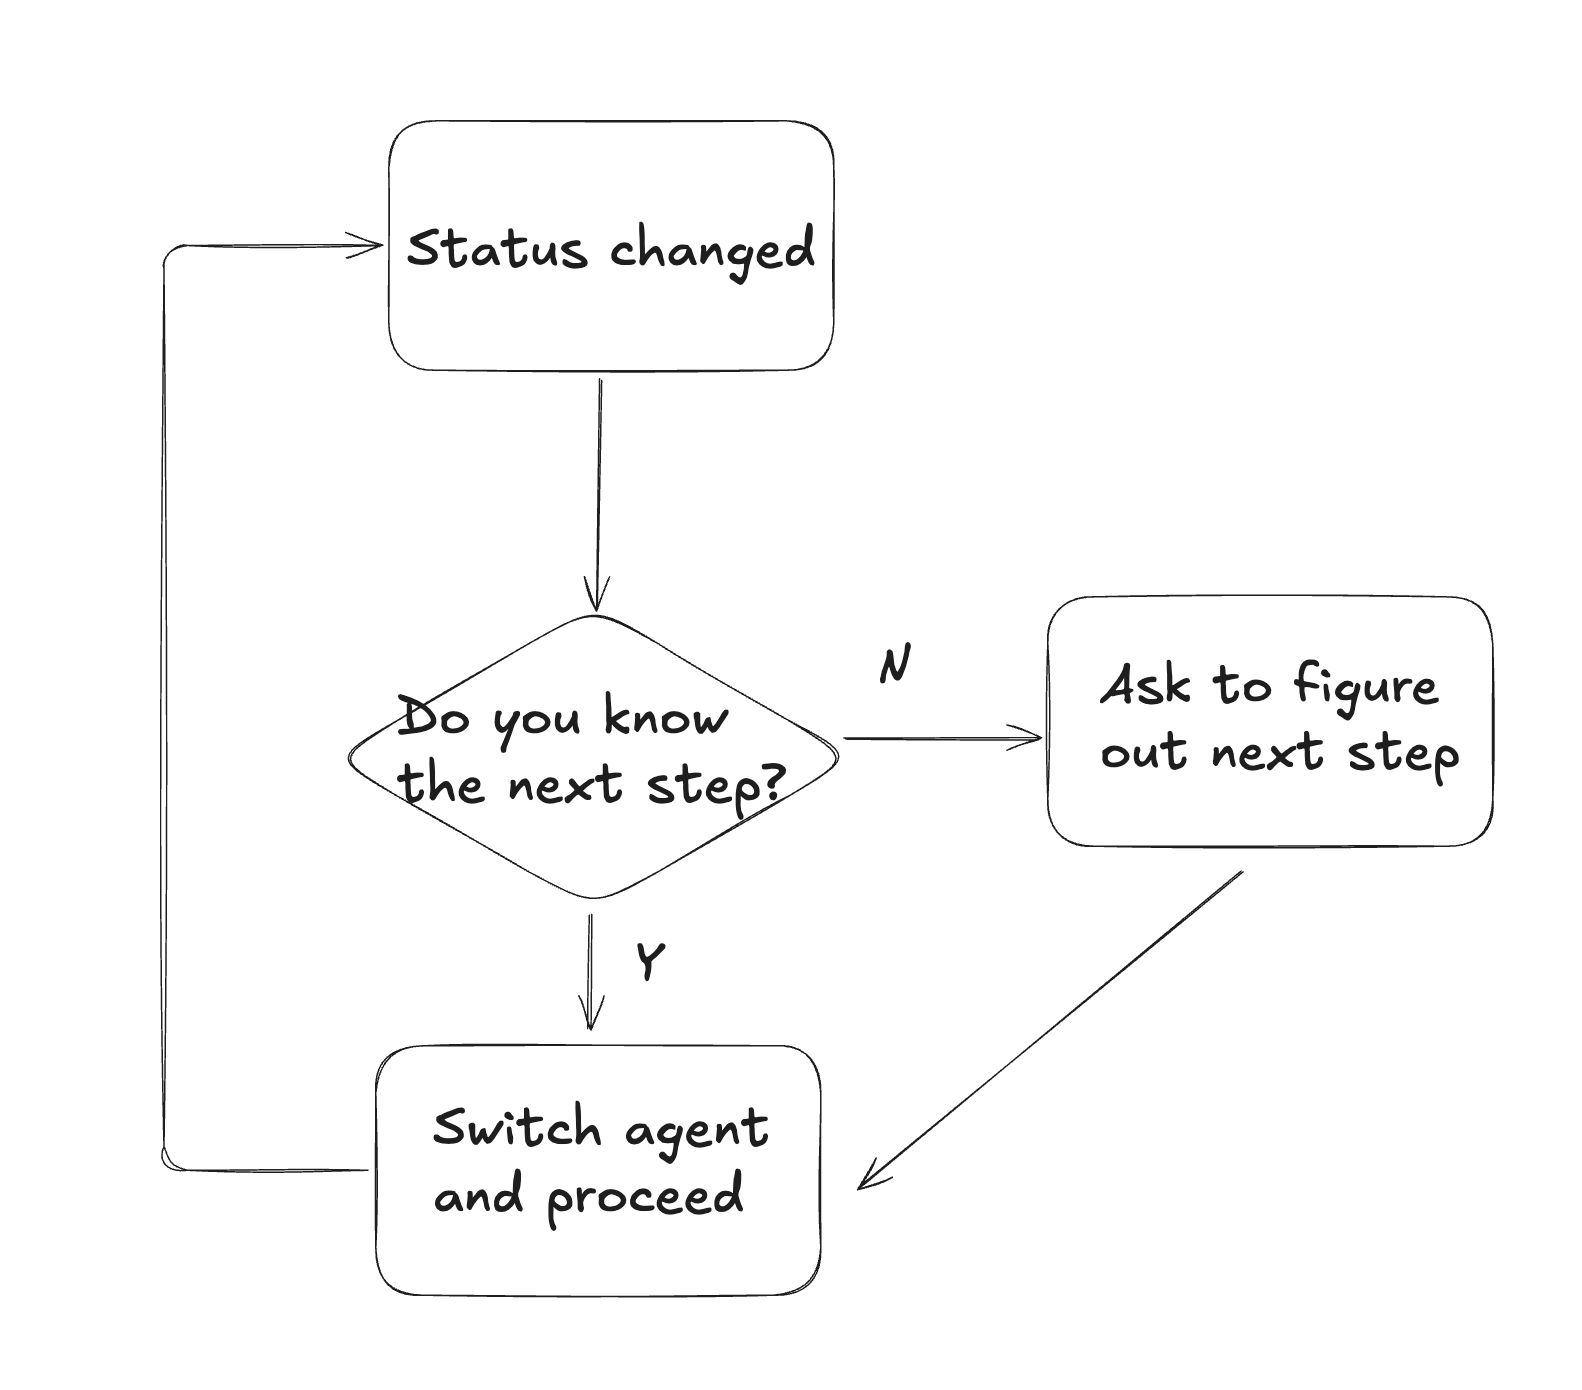 Status changed
Do you know
the next step?
N
Ask to figure
out next step
Y
Switch agent
and proceed